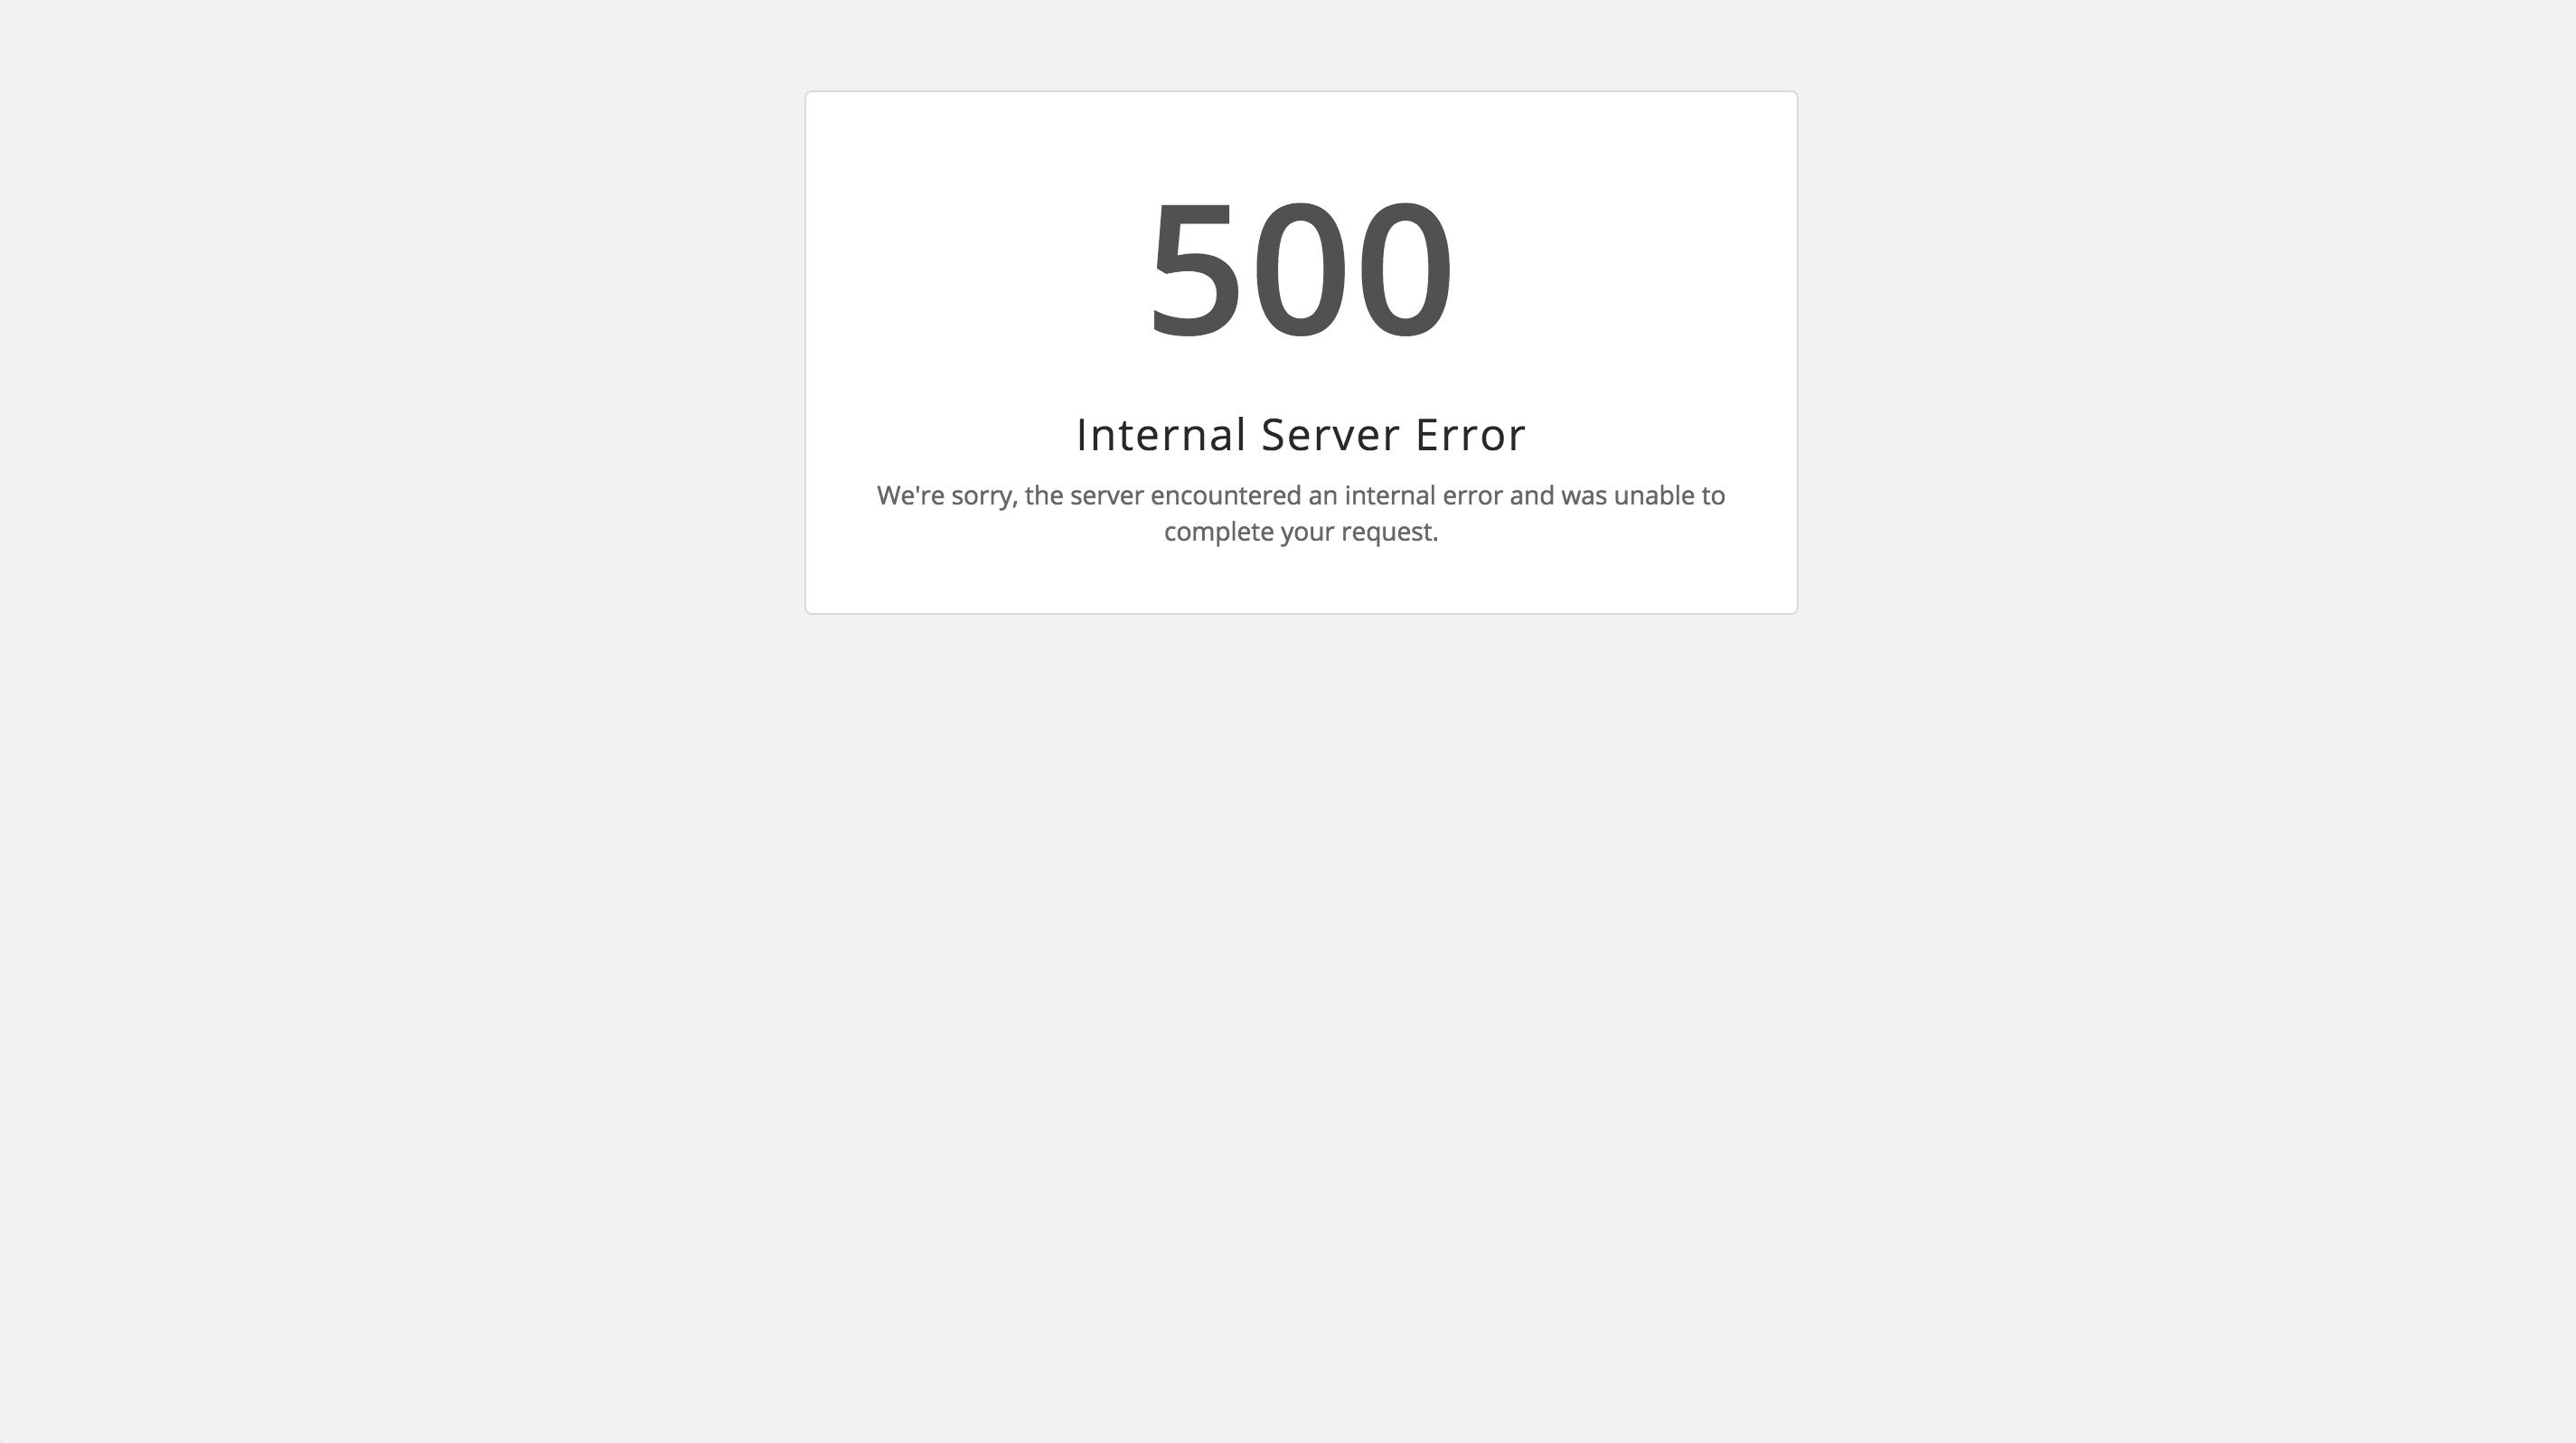 500
Internal Server Error
We're sorry, the server encountered an internal error and was unable to
complete your request.